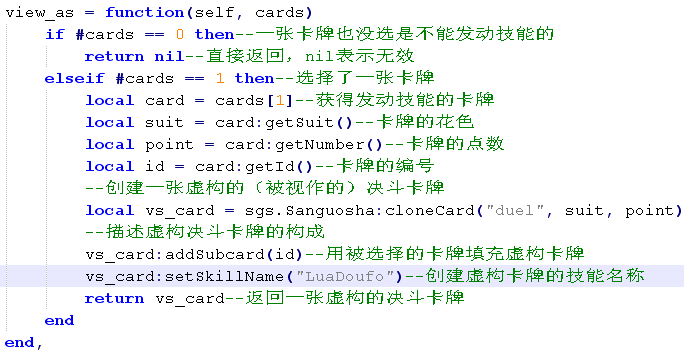 view_as = function(self, cards)
if #cards == 0 then--一张卡牌也没选是不能发动技能的
return nil--直接返回，nil表示无效
elseif #cards == 1 then--选择了一张卡牌
local card = cards[1]--获得发动技能的卡牌
local suit = card:getSuit()--卡牌的花色
local point = card:getNumber()--卡牌的点数
local id = card:getId()--卡牌的编号
--创建一张虚构的（被视作的）决斗卡牌
local vs_card = sgs.Sanguosha:cloneCard("duel", suit, point)
--描述虚构决斗卡牌的构成
vs_card:addSubcard(id)--用被选择的卡牌填充虚构卡牌
vs_card:setSkillName("LuaDoufo")--创建虚构卡牌的技能名称
return vs_card--返回一张虚构的决斗卡牌
end
end,